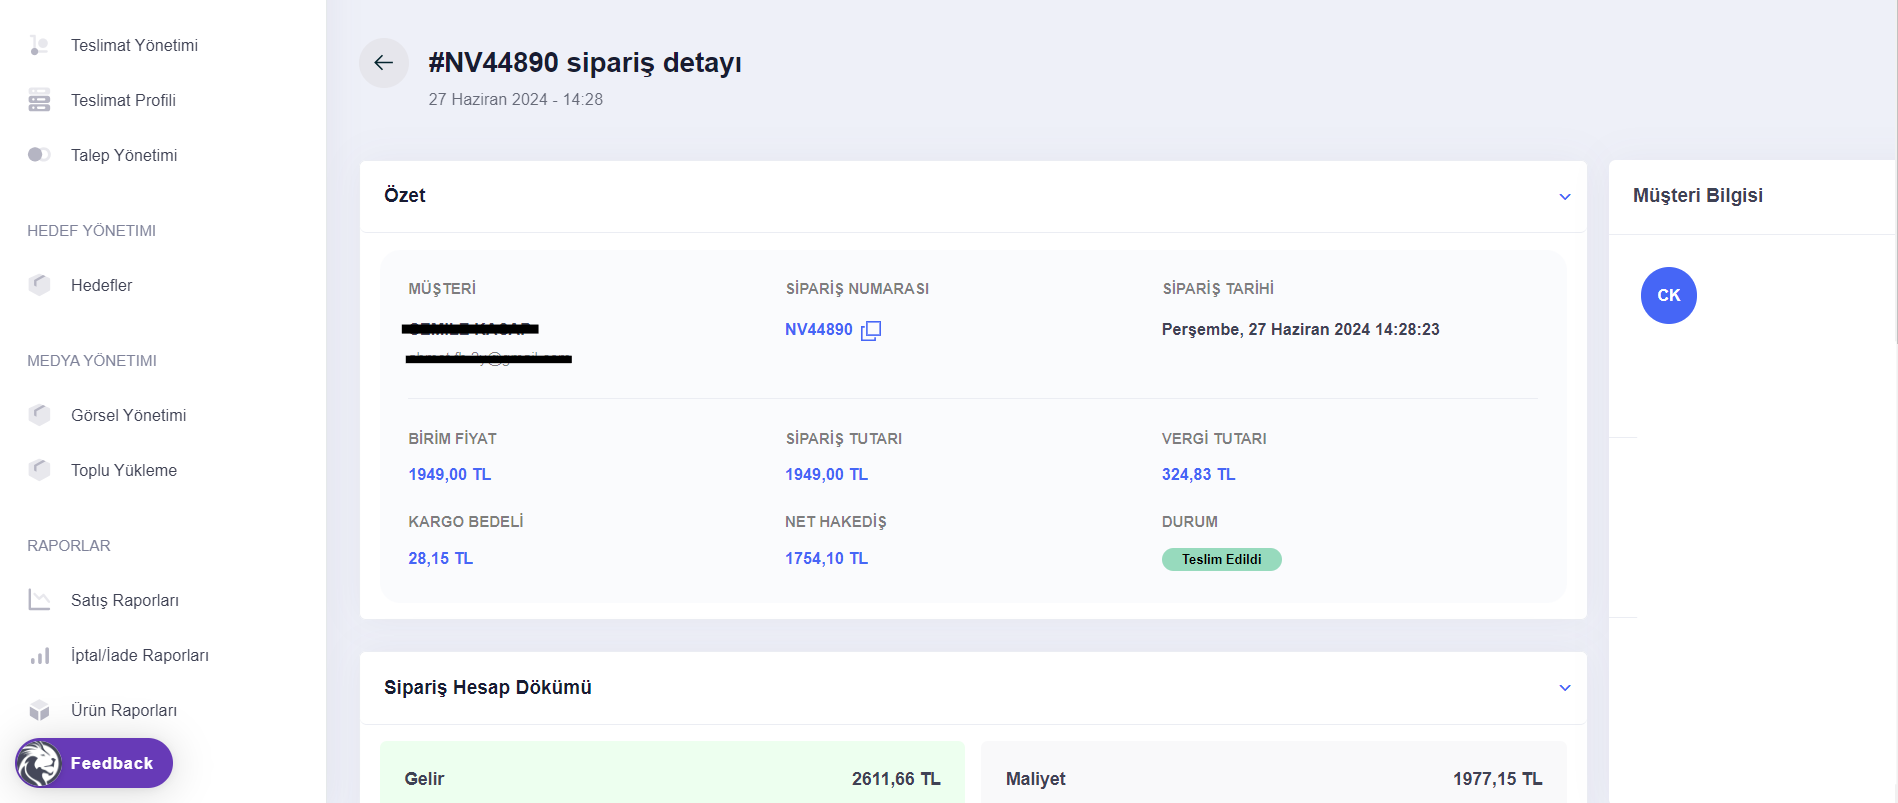 Teslimat Yönetimi
Teslimat Profili
Talep Yönetimi
HEDEF YÖNETIMI
Hedefler
MEDYA YÖNETIMI
Görsel Yönetimi
Toplu Yükleme
RAPORLAR
Satış Raporları
İptal/İade Raporları
Ürün Raporları
Feedback
#NV44890 sipariş detayı
27 Haziran 2024 - 14:28
Özet
MÜŞTERİ
SİPARİŞ NUMARASI
NV44890
SİPARİŞ TARİHİ
Perşembe, 27 Haziran 2024 14:28:23
BİRİM FİYAT
1949,00 TL
SİPARİŞ TUTARI
1949,00 TL
VERGİ TUTARI
324,83 TL
KARGO BEDELİ
28,15 TL
NET HAKEDİŞ
1754,10 TL
DURUM
Teslim Edildi
Sipariş Hesap Dökümü
Gelir 2611,66 TL
Maliyet 1977,15 TL
Müşteri Bilgisi
CK